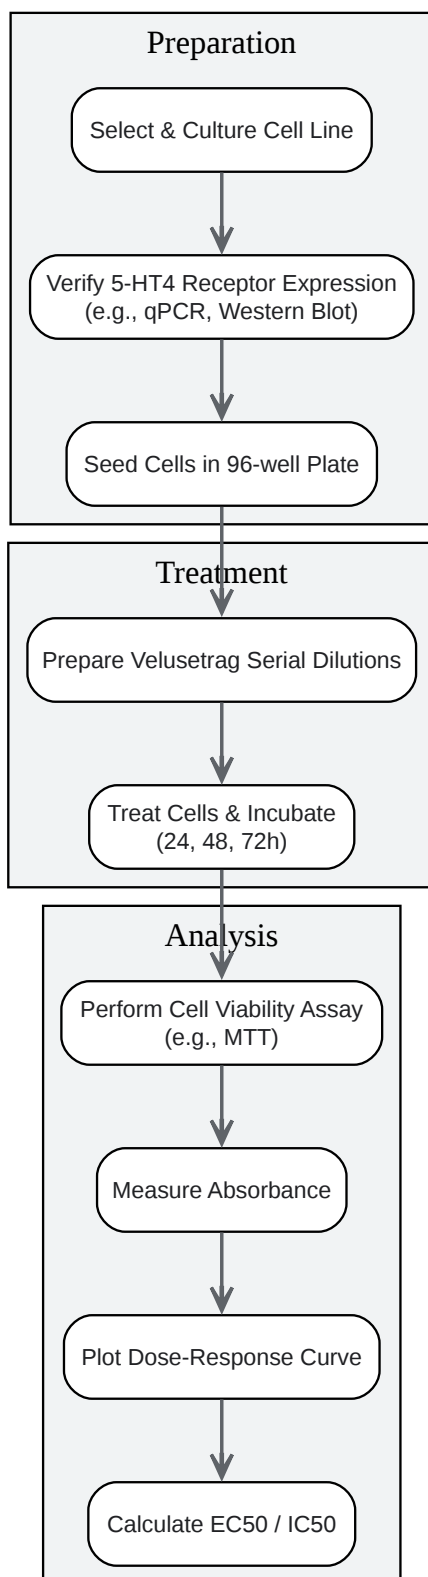 Preparation
Select & Culture Cell Line
Verify 5-HT4 Receptor Expression
(e.g., qPCR, Western Blot)
Seed Cells in 96-well Plate
Treatment
Prepare Velusetrag Serial Dilutions
Treat Cells & Incubate
(24, 48, 72h)
Analysis
Perform Cell Viability Assay
(e.g., MTT)
Measure Absorbance
Plot Dose-Response Curve
Calculate EC50 / IC50